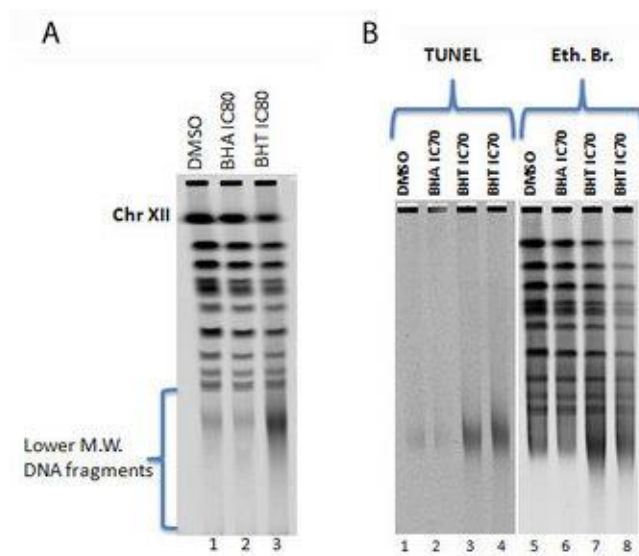 A
DMSO
BHA IC80
BHT IC80
Chr XII
Lower M.W.
DNA fragments
1 2 3
B
TUNEL
Eth. Br.
DMSO
BHA IC70
BHT IC70
BHT IC70
DMSO
BHA IC70
BHT IC70
BHT IC70
1 2 3 4 5 6 7 8